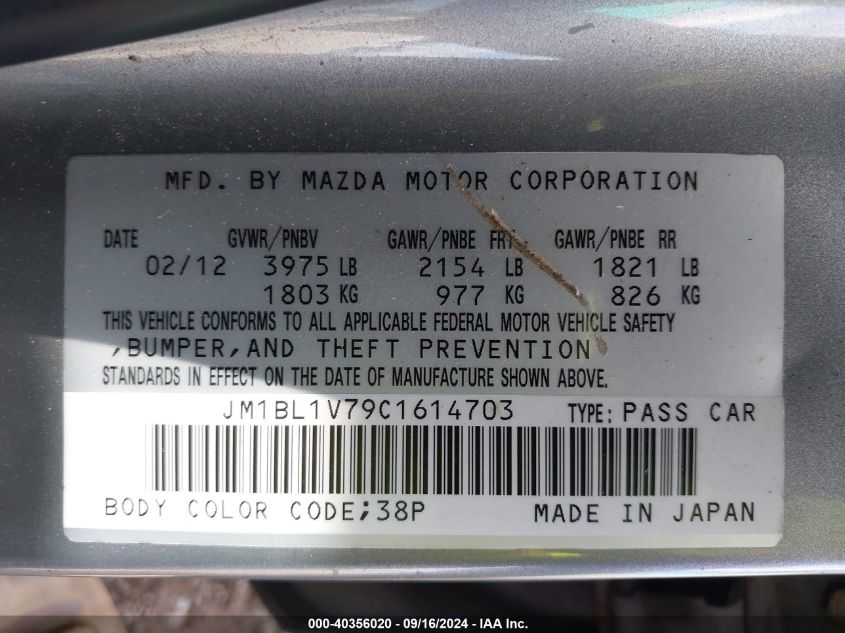 MFD. BY MAZDA MOTOR CORPORATION
DATE GVWR/PNBV GAWR/PNBE FRT GAWR/PNBE RR
02/12 3975 LB 2154 LB 1821 LB
1803 KG 977 KG 826 KG
THIS VEHICLE CONFORMS TO ALL APPLICABLE FEDERAL MOTOR VEHICLE SAFETY
,BUMPER,AND THEFT PREVENTION
STANDARDS IN EFFECT ON THE DATE OF MANUFACTURE SHOWN ABOVE.
JM1BL1V79C1614703 TYPE: PASS CAR
BODY COLOR CODE;38P MADE IN JAPAN
000-40356020 - 09/16/2024 - IAA Inc.